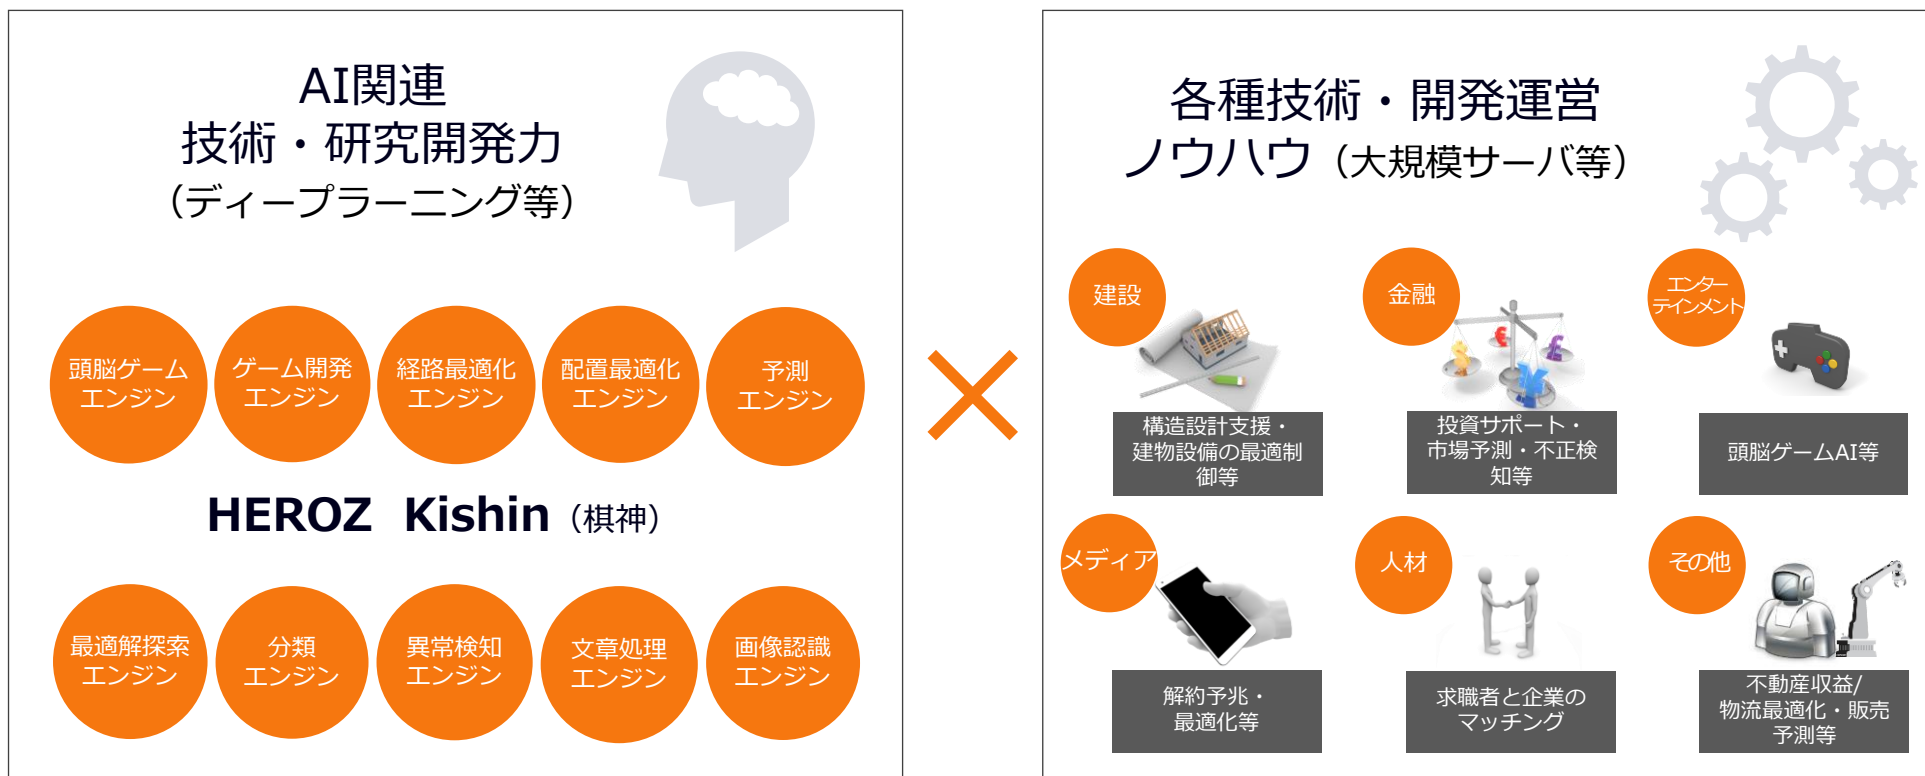 AI関連
技術・研究開発力
（ディープラーニング等）
頭脳ゲーム
エンジン
ゲーム開発
エンジン
経路最適化
エンジン
配置最適化
エンジン
予測
エンジン
HEROZ Kishin（棋神）
最適解探索
エンジン
分類
エンジン
異常検知
エンジン
文章処理
エンジン
画像認識
エンジン
各種技術・開発運営
ノウハウ（大規模サーバ等）
建設
構造設計支援・
建物設備の最適制
御等
金融
投資サポート・
市場予測・不正検
知等
エンター
テインメント
頭脳ゲームAI等
メディア
解約予兆・
最適化等
人材
求職者と企業の
マッチング
その他
不動産収益/
物流最適化・販売
予測等